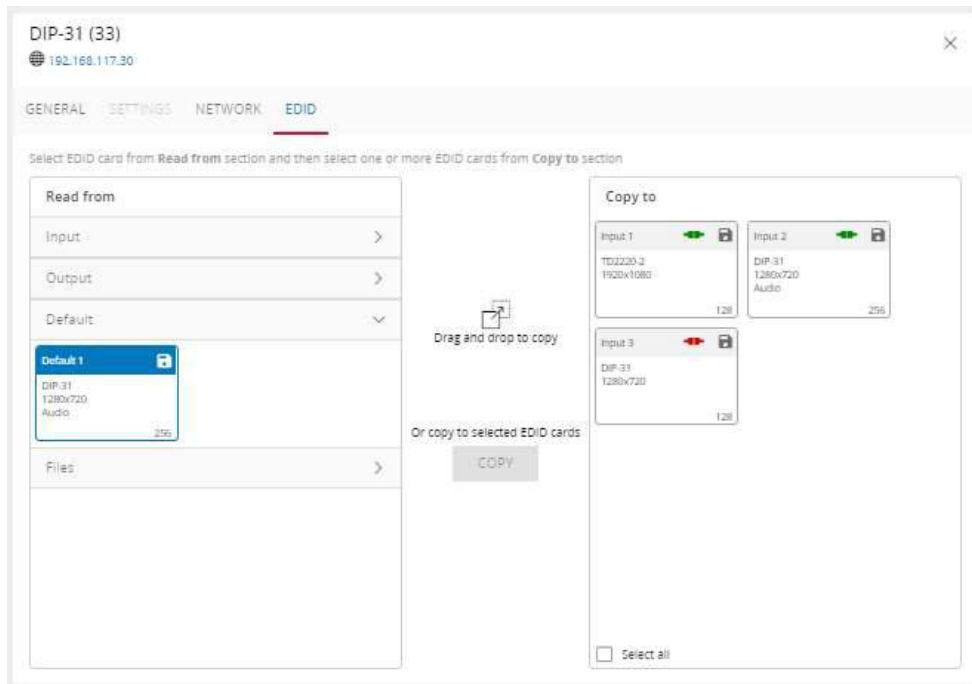 DIP-31 (33)
192.168.117.30
GENERAL SETTINGS NETWORK EDID
Select EDID card from Read from section and then select one or more EDID cards from Copy to section
Read from
Input
Output
Default
Default 1
DIP-31
1280x720
Audio
256
Files
Drag and drop to copy
Or copy to selected EDID cards
COPY
Copy to
Input 1
TD2220-2
1920x1080
128
Input 2
DIP-31
1280x720
Audio
256
Input 3
DIP-31
1280x720
128
Select all